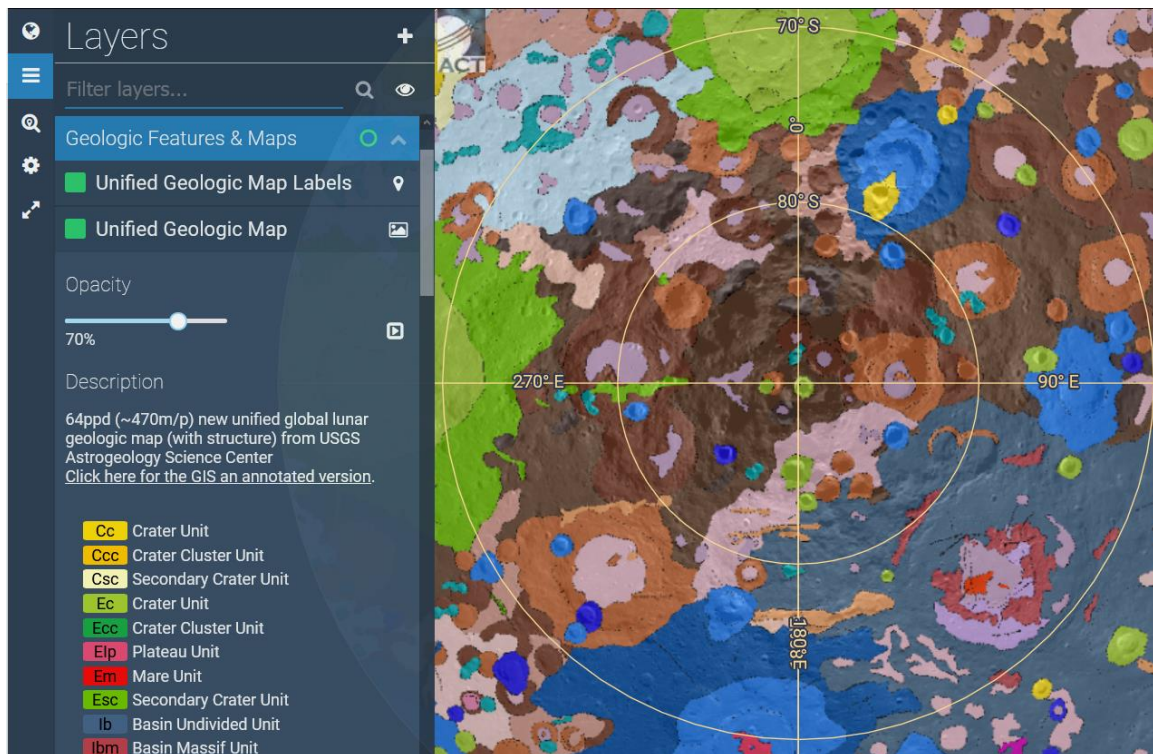 Layers
Filter layers...
Geologic Features & Maps
Unified Geologic Map Labels
Unified Geologic Map
Opacity
70%
Description
64ppd (~470m/p) new unified global lunar
geologic map (with structure) from USGS
Astrogeology Science Center
Click here for the GIS an annotated version.
Cc Crater Unit
Ccc Crater Cluster Unit
Csc Secondary Crater Unit
Ec Crater Unit
Ecc Crater Cluster Unit
Elp Plateau Unit
Em Mare Unit
Esc Secondary Crater Unit
Ib Basin Undivided Unit
Ibm Basin Massif Unit
ACT
70° S
0°
80° S
270° E
90° E